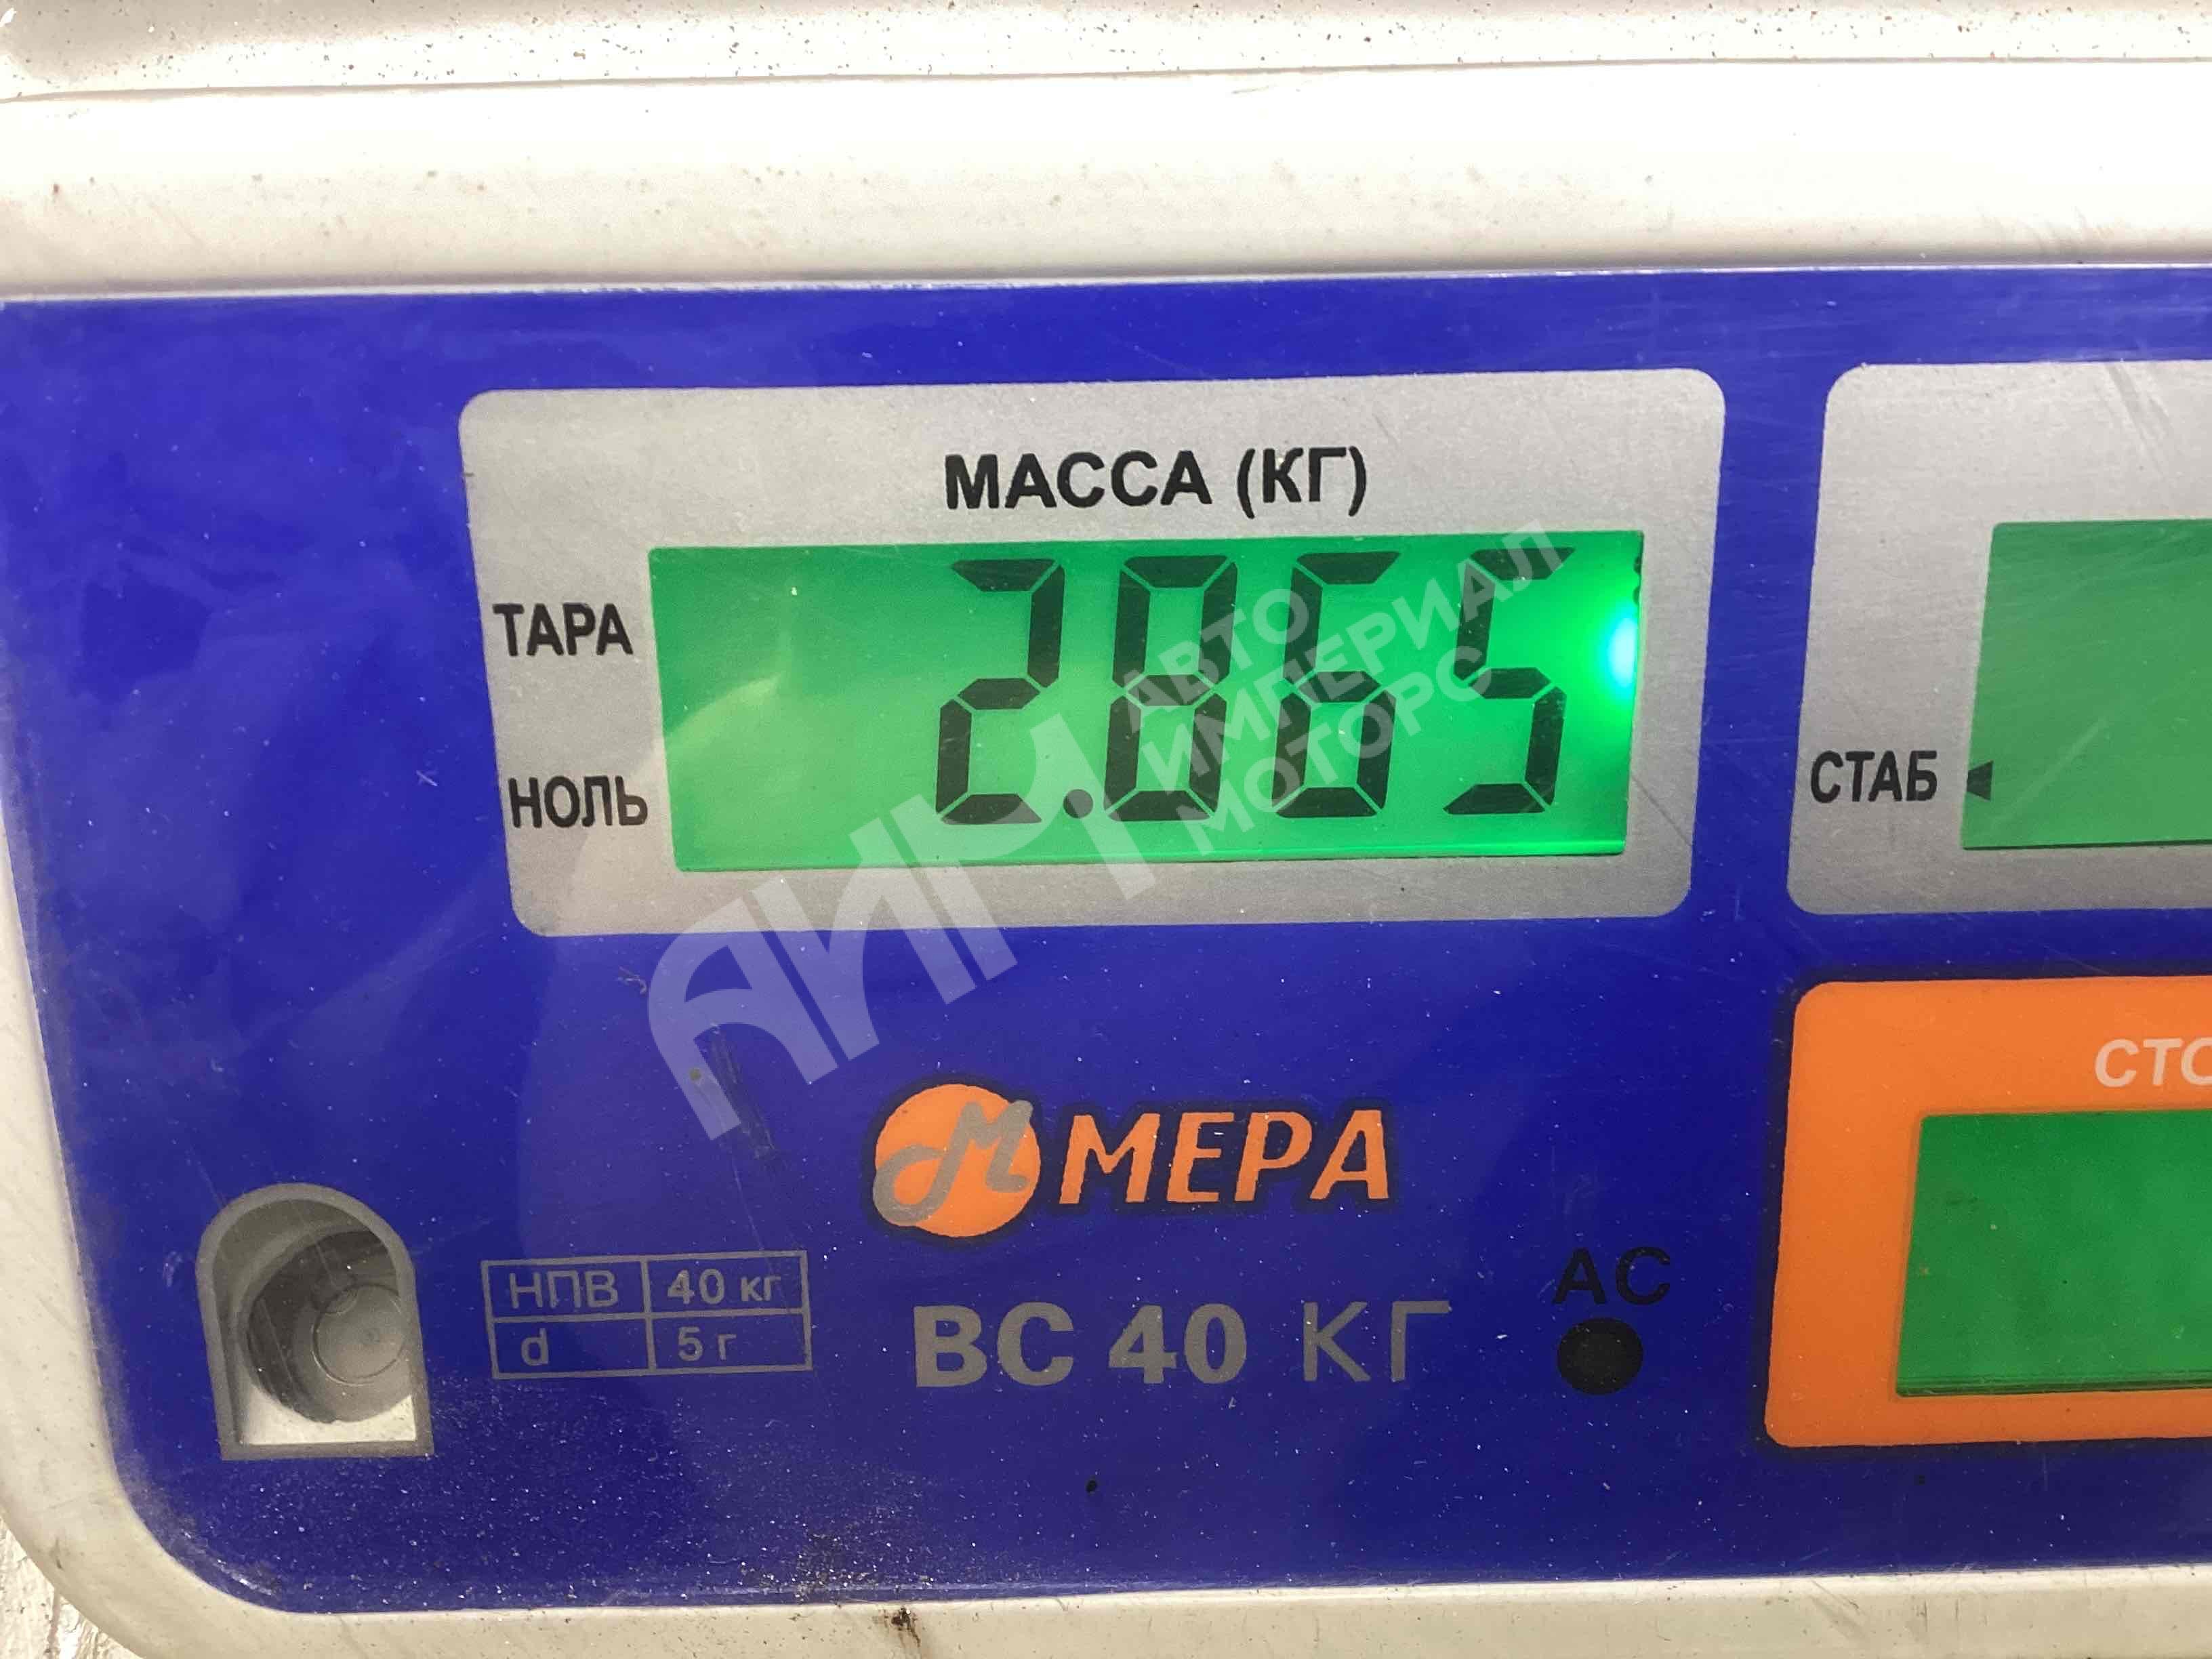 МАССА (КГ)
ТАРА
2.865
НОЛЬ
СТАБ
АИМ АВТО ИМПЕРИАЛ МОТОРС
СТО
М МЕРА
НПВ 40 кг
d 5 г
ВС 40 КГ
AC